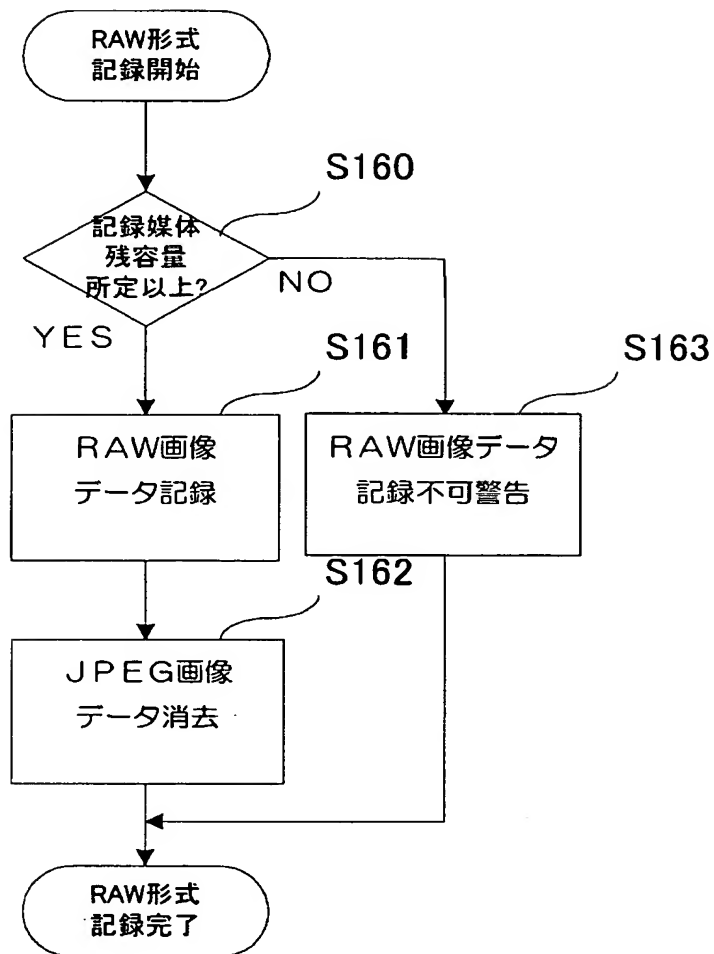 RAW形式
記録開始
S160
記録媒体
残容量
所定以上?
NO
YES
S161
S163
RAW画像
データ記録
RAW画像データ
記録不可警告
S162
JPEG画像
データ消去
RAW形式
記録完了